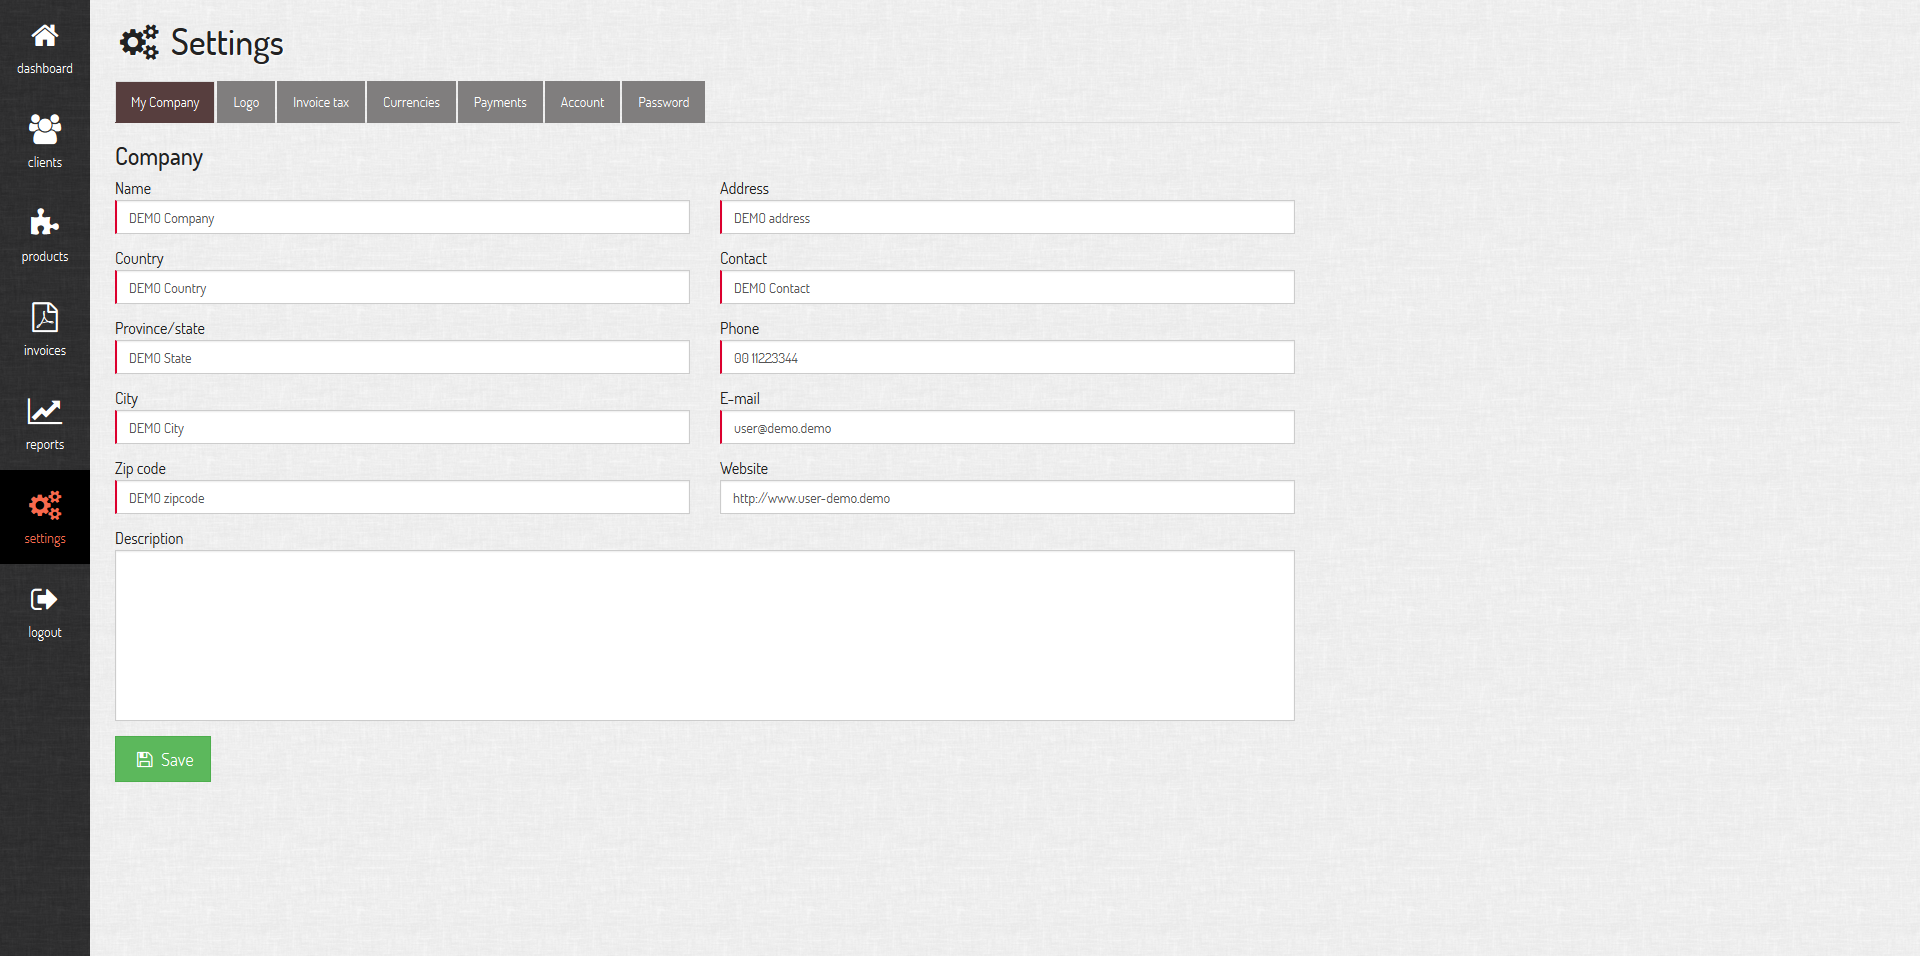 dashboard
clients
products
invoices
reports
settings
logout
Settings
My Company
Logo
Invoice tax
Currencies
Payments
Account
Password
Company
Name
DEMO Company
Address
DEMO address
Country
DEMO Country
Contact
DEMO Contact
Province/state
DEMO State
Phone
00 11223344
City
DEMO City
E-mail
user@demo.demo
Zip code
DEMO zipcode
Website
http://www.user-demo.demo
Description
Save